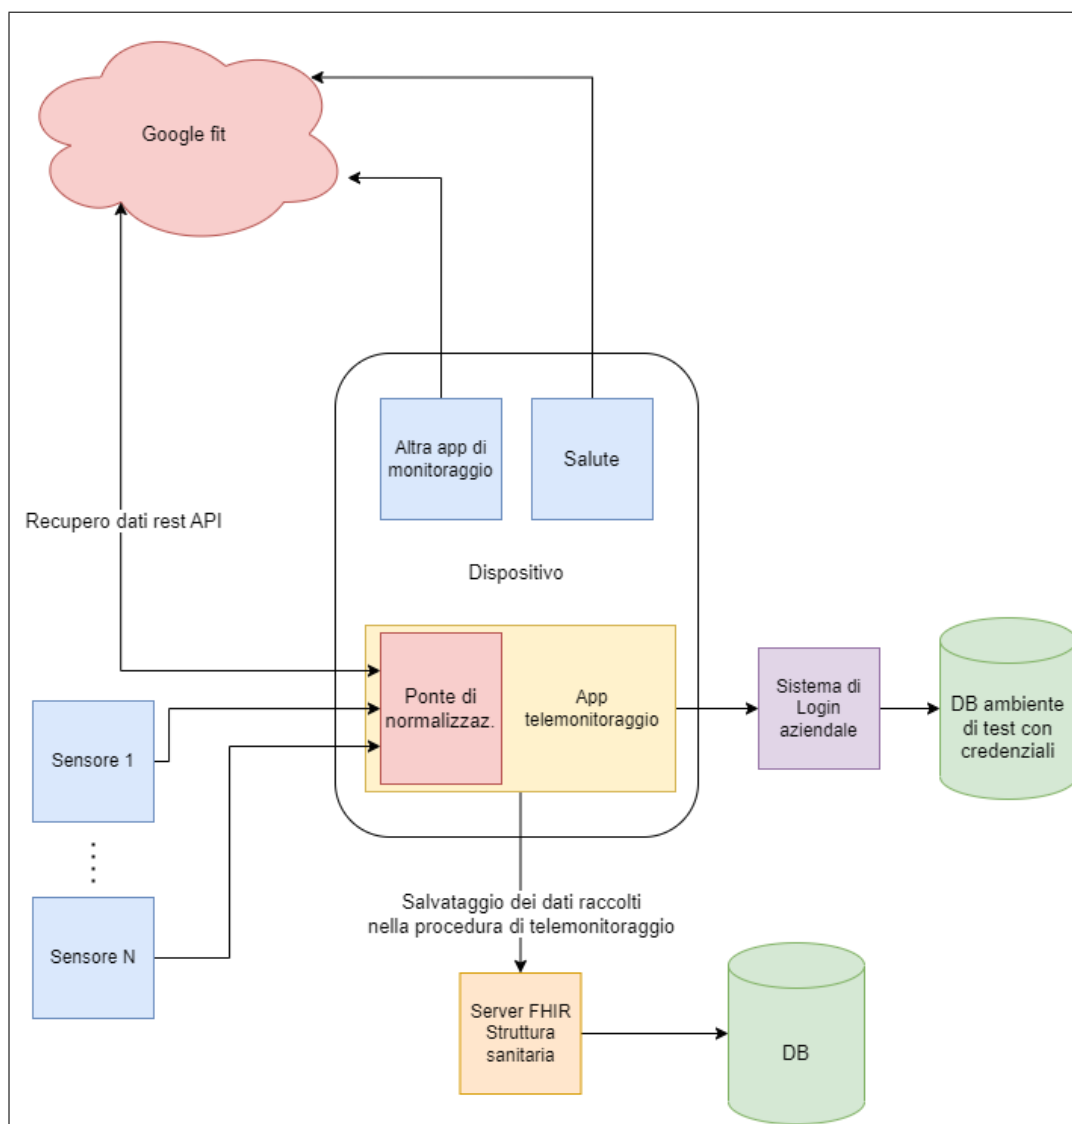 Google fit
Altra app di
monitoraggio
Salute
Recupero dati rest API
Dispositivo
Ponte di
normalizzaz.
App
telemonitoraggio
Sistema di
Login
aziendale
DB ambiente
di test con
credenziali
Sensore 1
Sensore N
Salvataggio dei dati raccolti
nella procedura di telemonitoraggio
Server FHIR
Struttura
sanitaria
DB